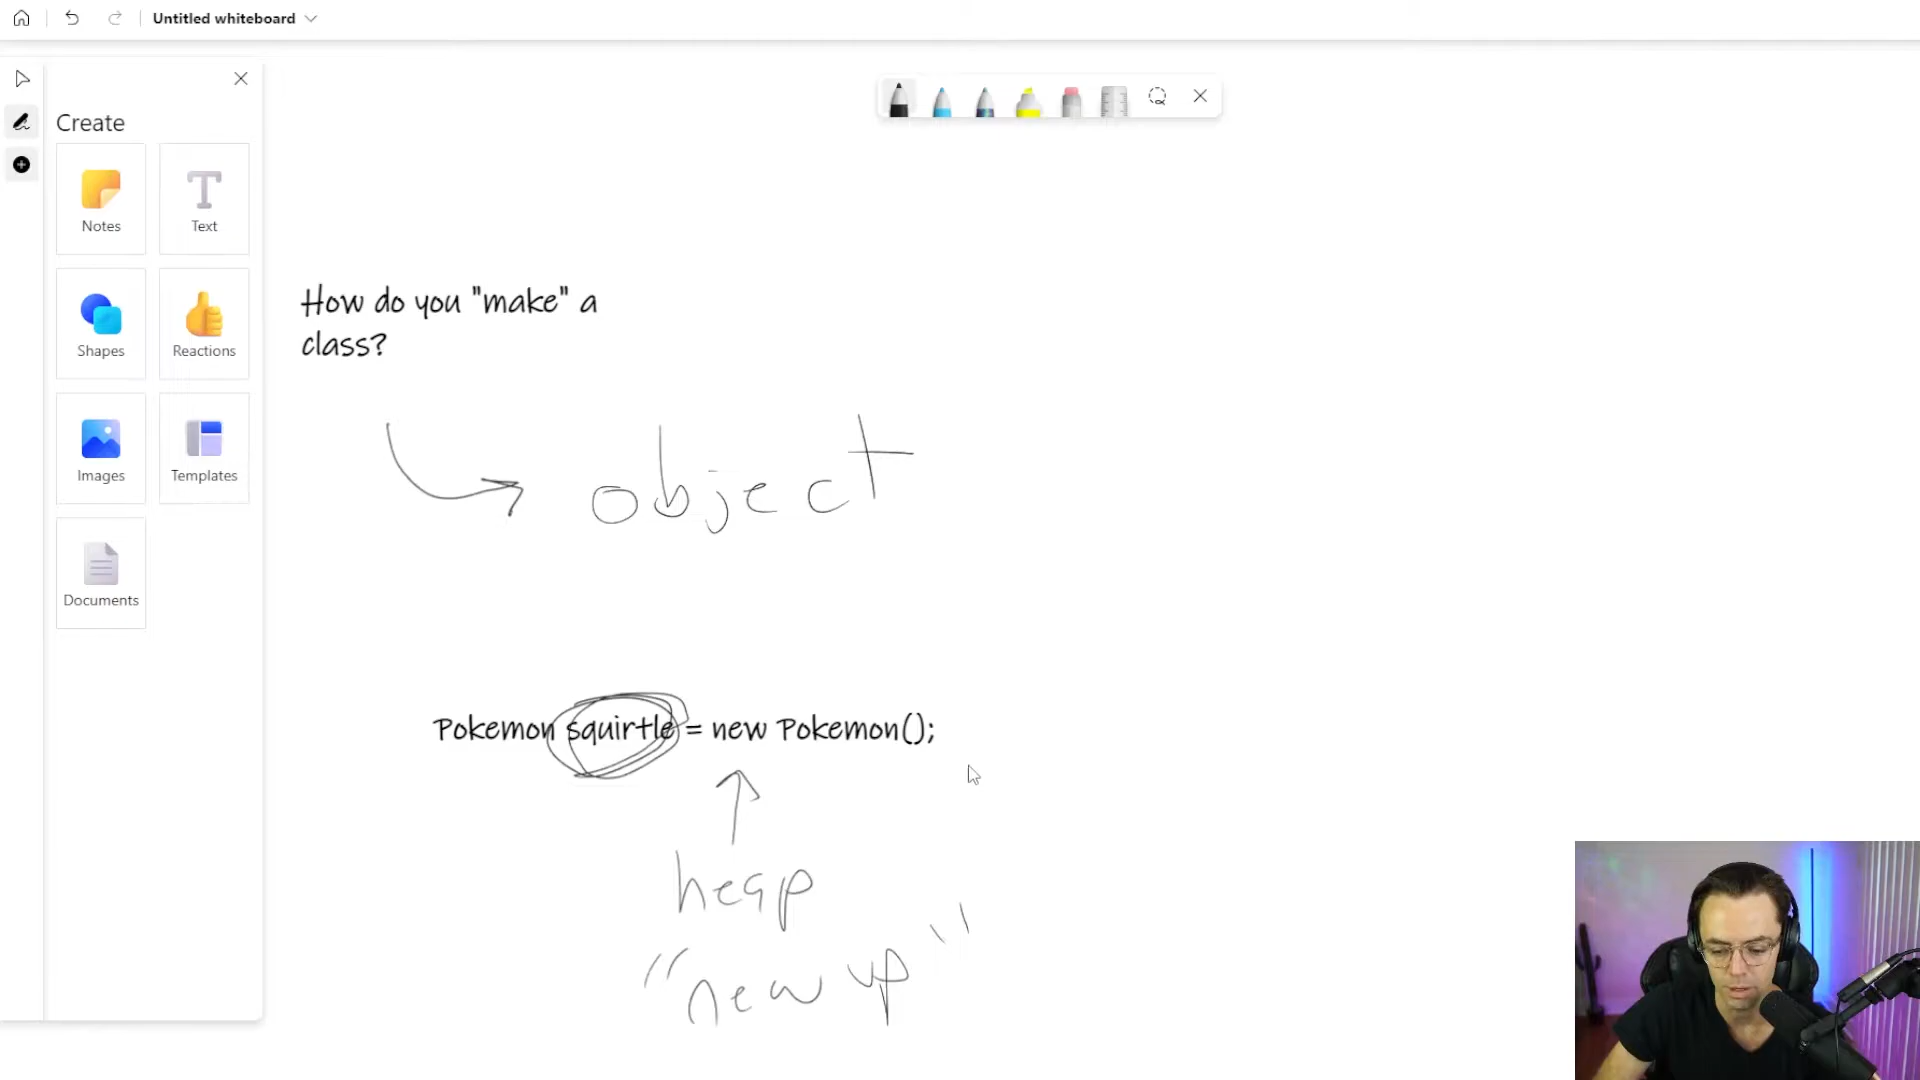 Untitled whiteboard
Create
Notes
Text
Shapes
Reactions
Images
Templates
Documents
How do you "make" a
class?
object
Pokemon squirtle = new Pokemon();
heap
"new up"